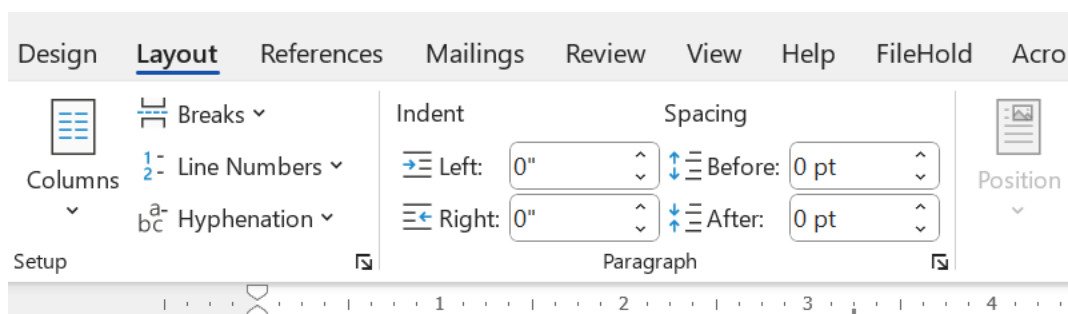 Design Layout References Mailings Review View Help FileHold Acro
Breaks Indent Spacing
Line Numbers Left: 0" Before: 0 pt
Columns Position
Hyphenation Right: 0" After: 0 pt
Setup Paragraph
1 2 3 4